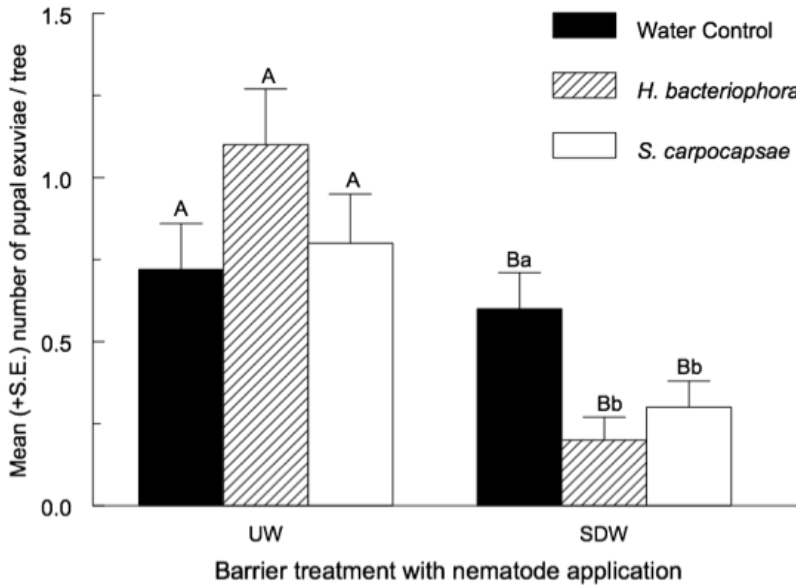 1.5
1.0
0.5
0.0
Mean (+S.E.) number of pupal exuviae / tree
Water Control
H. bacteriophora
S. carpocapsae
A
A
A
Ba
Bb
Bb
UW
SDW
Barrier treatment with nematode application